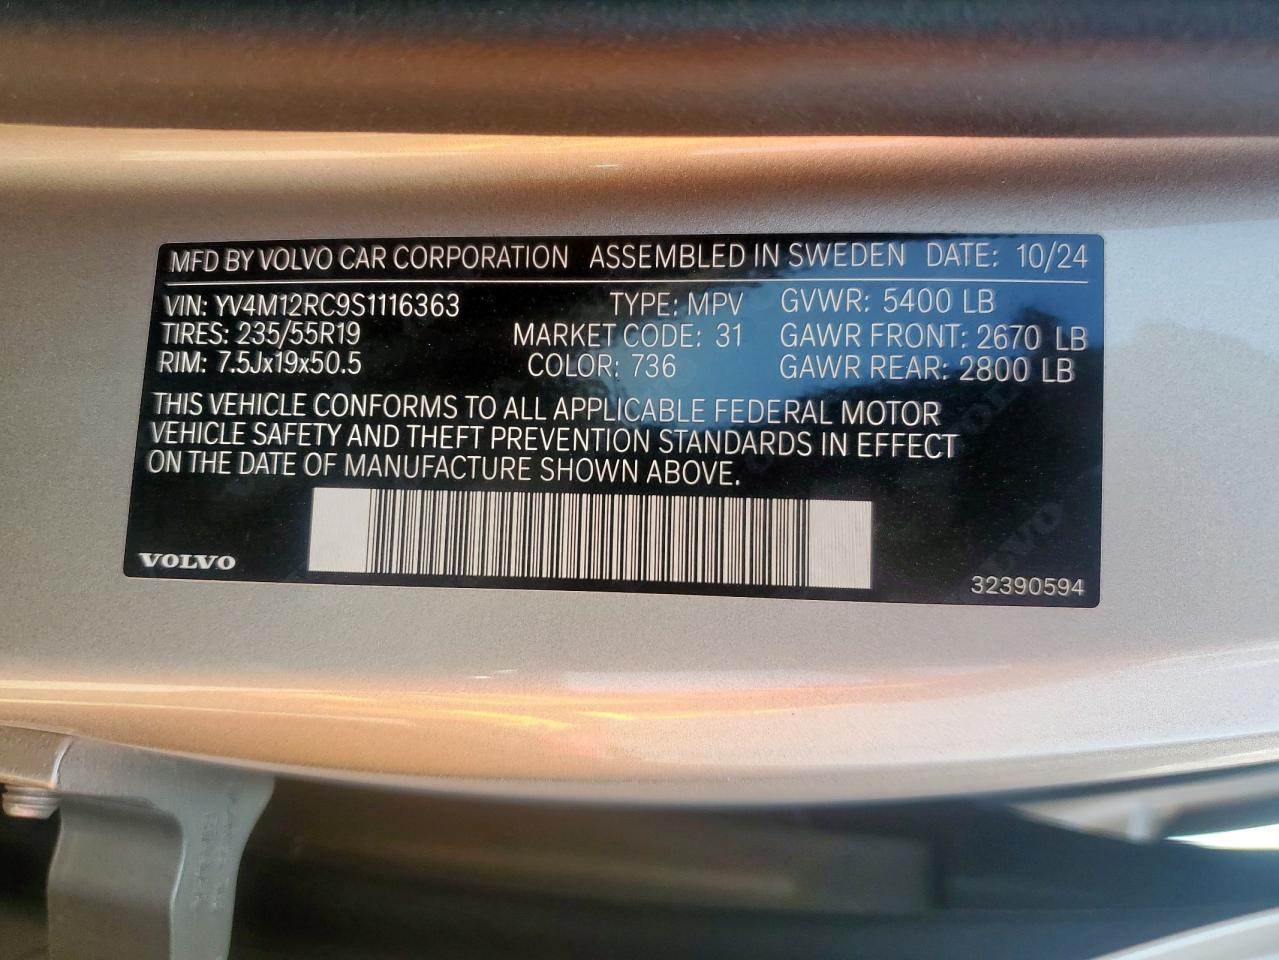 MFD BY VOLVO CAR CORPORATION ASSEMBLED IN SWEDEN DATE: 10/24
VIN: YV4M12RC9S1116363 TYPE: MPV GVWR: 5400 LB
TIRES: 235/55R19 MARKET CODE: 31 GAWR FRONT: 2670 LB
RIM: 7.5Jx19x50.5 COLOR: 736 GAWR REAR: 2800 LB
THIS VEHICLE CONFORMS TO ALL APPLICABLE FEDERAL MOTOR
VEHICLE SAFETY AND THEFT PREVENTION STANDARDS IN EFFECT
ON THE DATE OF MANUFACTURE SHOWN ABOVE.
VOLVO
32390594